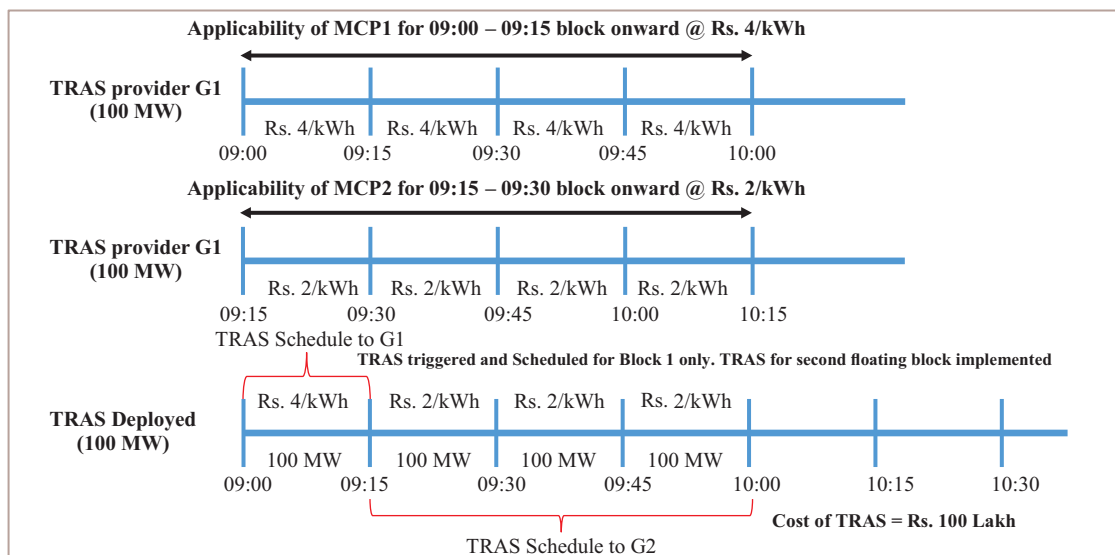 Applicability of MCP1 for 09:00 – 09:15 block onward @ Rs. 4/kWh
TRAS provider G1
(100 MW)
Rs. 4/kWh Rs. 4/kWh Rs. 4/kWh Rs. 4/kWh
09:00 09:15 09:30 09:45 10:00
Applicability of MCP2 for 09:15 – 09:30 block onward @ Rs. 2/kWh
TRAS provider G1
(100 MW)
Rs. 2/kWh Rs. 2/kWh Rs. 2/kWh Rs. 2/kWh
09:15 09:30 09:45 10:00 10:15
TRAS Schedule to G1
TRAS triggered and Scheduled for Block 1 only. TRAS for second floating block implemented
Rs. 4/kWh Rs. 2/kWh Rs. 2/kWh Rs. 2/kWh
TRAS Deployed
(100 MW)
100 MW 100 MW 100 MW 100 MW
09:00 09:15 09:30 09:45 10:00 10:15 10:30
Cost of TRAS = Rs. 100 Lakh
TRAS Schedule to G2